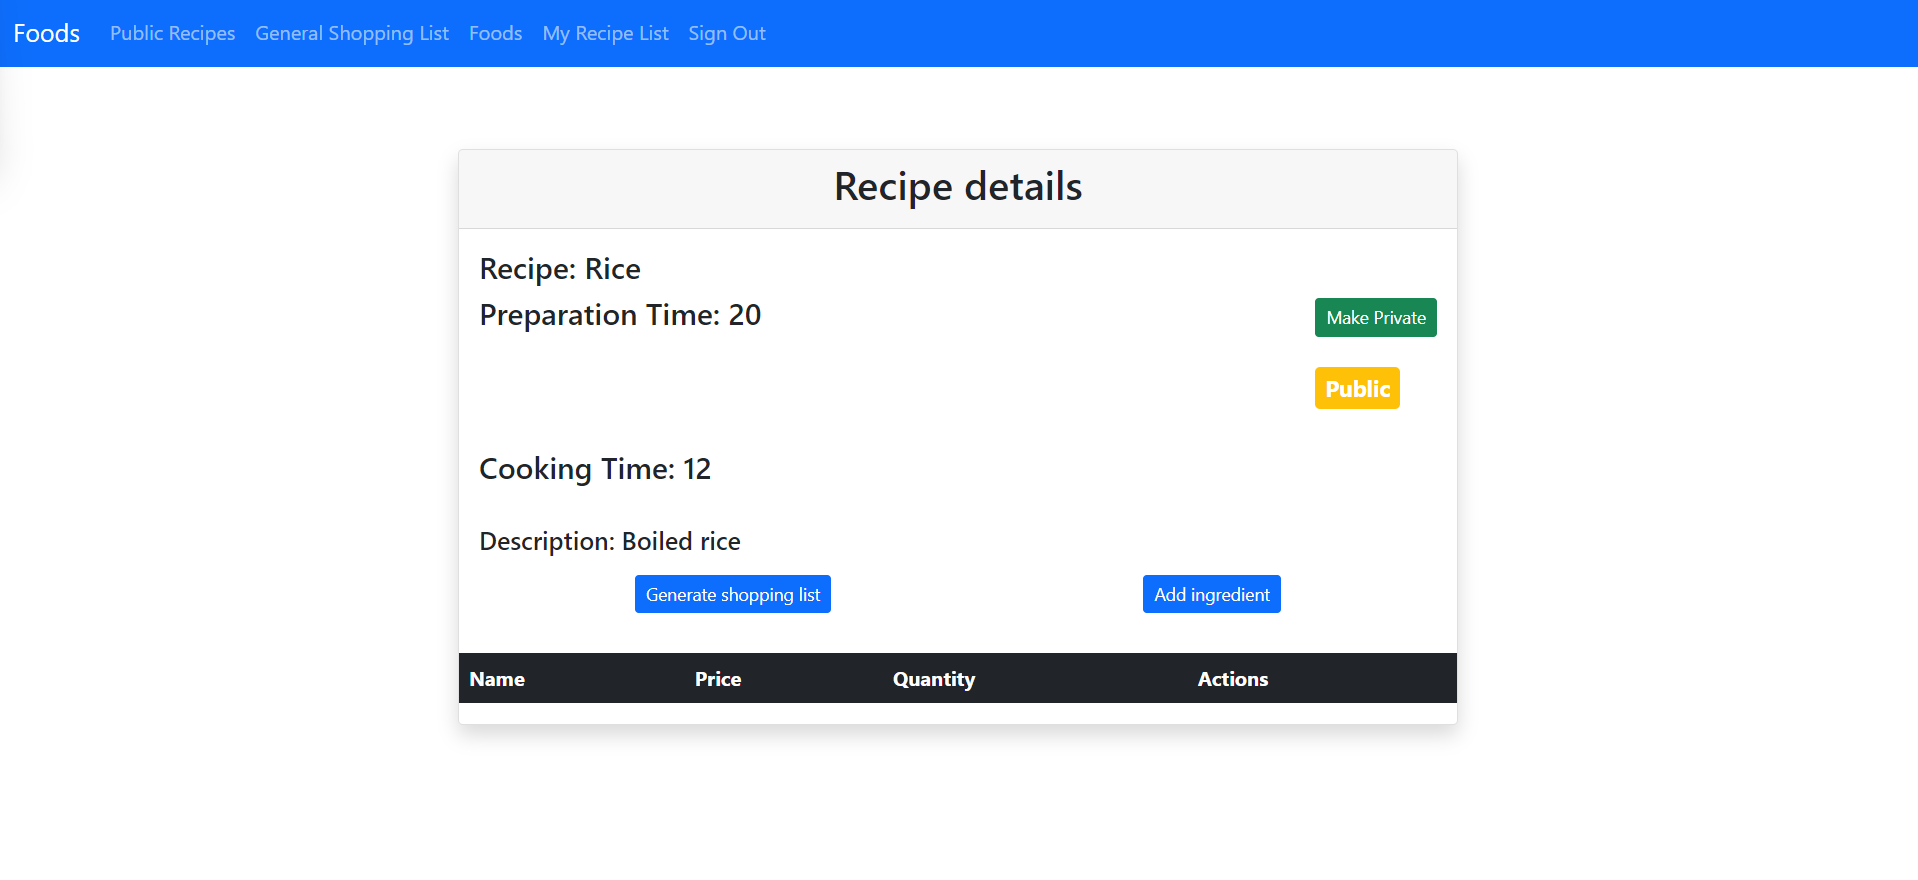 Foods Public Recipes General Shopping List Foods My Recipe List Sign Out
Recipe details
Recipe: Rice
Preparation Time: 20
Make Private
Public
Cooking Time: 12
Description: Boiled rice
Generate shopping list Add ingredient
Name Price Quantity Actions